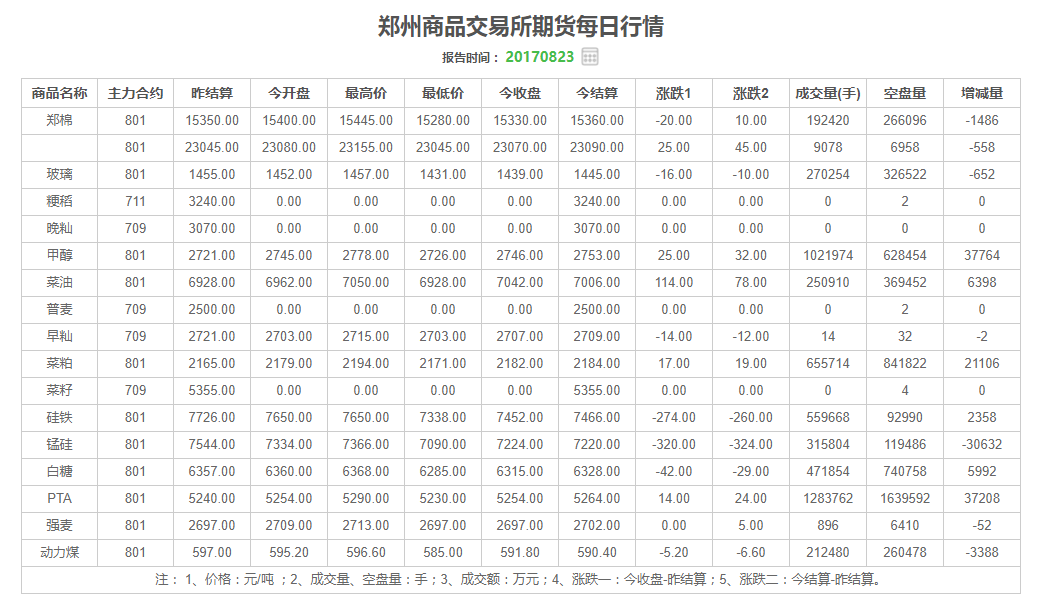 郑州商品交易所期货每日行情
报告时间： 20170823
商品名称 主力合约 昨结算 今开盘 最高价 最低价 今收盘 今结算 涨跌1 涨跌2 成交量(手) 空盘量 增减量
郑棉 801 15350.00 15400.00 15445.00 15280.00 15330.00 15360.00 -20.00 10.00 192420 266096 -1486
801 23045.00 23080.00 23155.00 23045.00 23070.00 23090.00 25.00 45.00 9078 6958 -558
玻璃 801 1455.00 1452.00 1457.00 1431.00 1439.00 1445.00 -16.00 -10.00 270254 326522 -652
粳稻 711 3240.00 0.00 0.00 0.00 0.00 3240.00 0.00 0.00 0 2 0
晚籼 709 3070.00 0.00 0.00 0.00 0.00 3070.00 0.00 0.00 0 0 0
甲醇 801 2721.00 2745.00 2778.00 2726.00 2746.00 2753.00 25.00 32.00 1021974 628454 37764
菜油 801 6928.00 6962.00 7050.00 6928.00 7042.00 7006.00 114.00 78.00 250910 369452 6398
普麦 709 2500.00 0.00 0.00 0.00 0.00 2500.00 0.00 0.00 0 2 0
早籼 709 2721.00 2703.00 2715.00 2703.00 2707.00 2709.00 -14.00 -12.00 14 32 -2
菜粕 801 2165.00 2179.00 2194.00 2171.00 2182.00 2184.00 17.00 19.00 655714 841822 21106
菜籽 709 5355.00 0.00 0.00 0.00 0.00 5355.00 0.00 0.00 0 4 0
硅铁 801 7726.00 7650.00 7650.00 7338.00 7452.00 7466.00 -274.00 -260.00 559668 92990 2358
锰硅 801 7544.00 7334.00 7366.00 7090.00 7224.00 7220.00 -320.00 -324.00 315804 119486 -30632
白糖 801 6357.00 6360.00 6368.00 6285.00 6315.00 6328.00 -42.00 -29.00 471854 740758 5992
PTA 801 5240.00 5254.00 5290.00 5230.00 5254.00 5264.00 14.00 24.00 1283762 1639592 37208
强麦 801 2697.00 2709.00 2713.00 2697.00 2697.00 2702.00 0.00 5.00 896 6410 -52
动力煤 801 597.00 595.20 596.60 585.00 591.80 590.40 -5.20 -6.60 212480 260478 -3388
注： 1、价格：元/吨 ；2、成交量、空盘量：手；3、成交额：万元；4、涨跌一：今收盘-昨结算；5、涨跌二：今结算-昨结算。